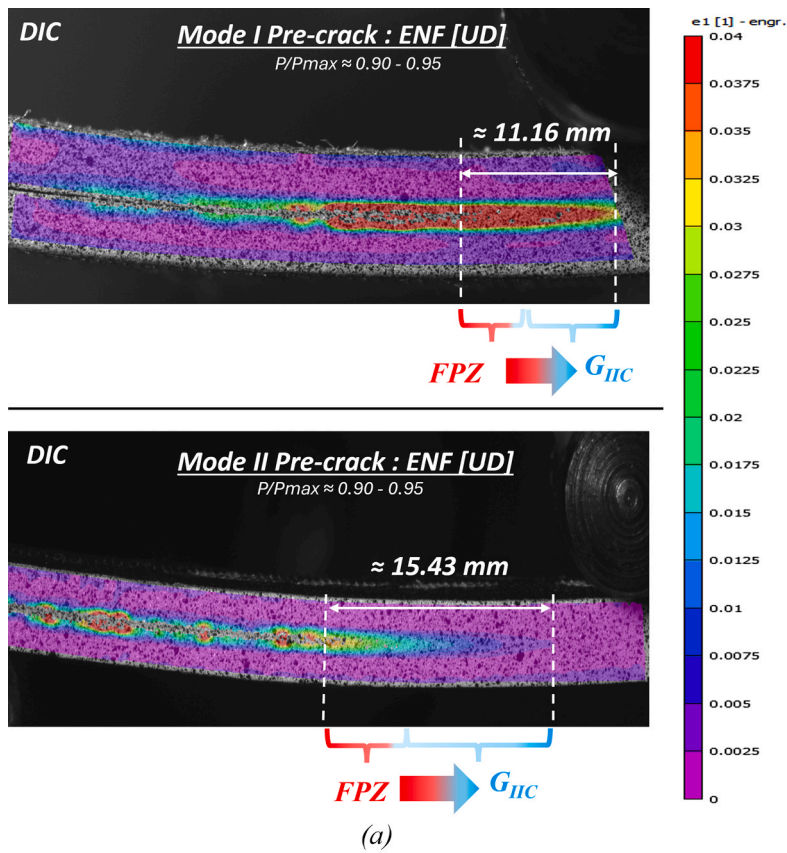 DIC
Mode I Pre-crack : ENF [UD]
P/Pmax ≈ 0.90 - 0.95
≈ 11.16 mm
FPZ
G_IIC
DIC
Mode II Pre-crack : ENF [UD]
P/Pmax ≈ 0.90 - 0.95
≈ 15.43 mm
FPZ
G_IIC
(a)
e1 [1] - engr.
0.04
0.0375
0.035
0.0325
0.03
0.0275
0.025
0.0225
0.02
0.0175
0.015
0.0125
0.01
0.0075
0.005
0.0025
0